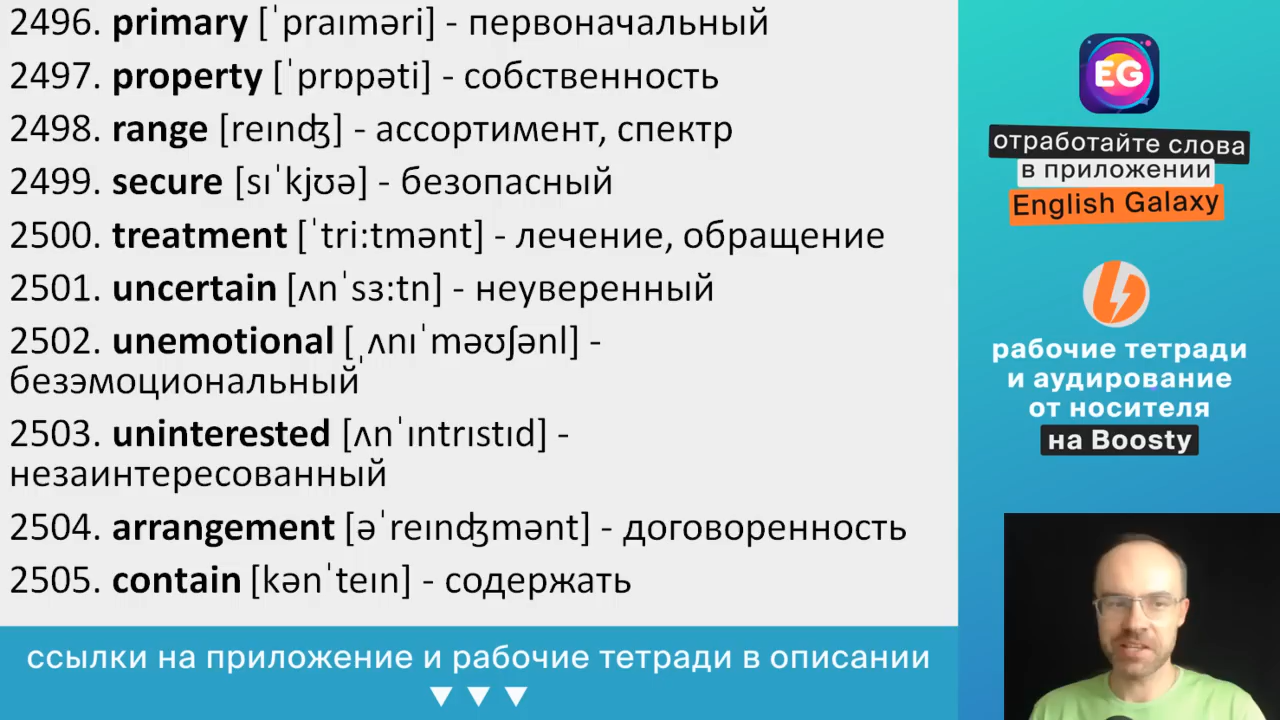 2496. primary [ˈpraɪməri] - первоначальный
2497. property [ˈprɒpəti] - собственность
2498. range [reɪnʤ] - ассортимент, спектр
2499. secure [sɪˈkjʊə] - безопасный
2500. treatment [ˈtri:tmənt] - лечение, обращение
2501. uncertain [ʌnˈsɜ:tn] - неуверенный
2502. unemotional [ˌʌnɪˈməʊʃənl] -
безэмоциональный
2503. uninterested [ʌnˈɪntrɪstɪd] -
незаинтересованный
2504. arrangement [əˈreɪnʤmənt] - договоренность
2505. contain [kənˈteɪn] - содержать
ссылки на приложение и рабочие тетради в описании
EG
отработайте слова
в приложении
English Galaxy
рабочие тетради
и аудирование
от носителя
на Boosty